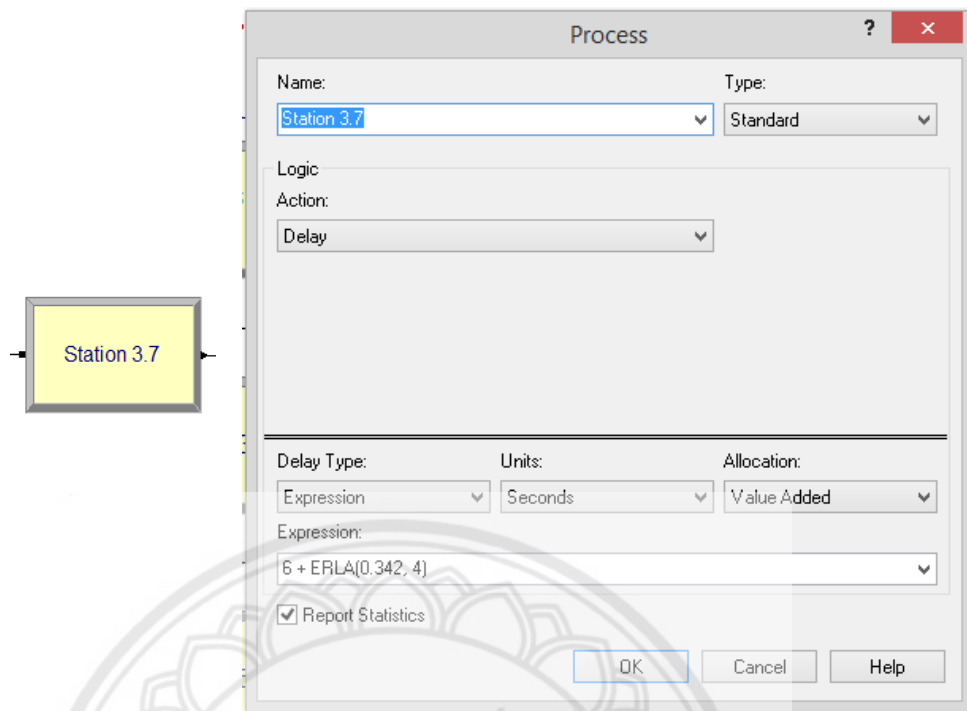 Process
?
Name:
Type:
Station 3.7
Standard
Logic
Action:
Delay
Station 3.7
Delay Type:
Units:
Allocation:
Expression
Seconds
Value Added
Expression:
6 + ERLA(0.342, 4)
Report Statistics
OK
Cancel
Help